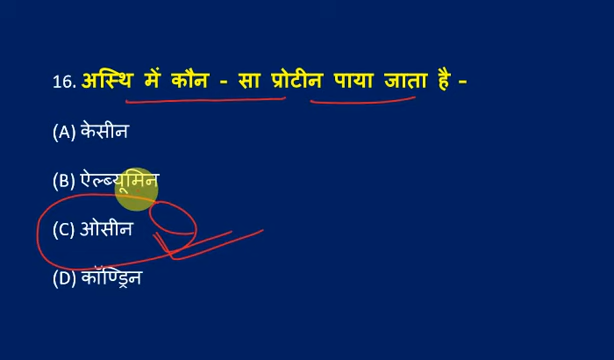 16. अस्थि में कौन - सा प्रोटीन पाया जाता है -
(A) केसीन
(B) ऐल्ब्यूमिन
(C) ओसीन
(D) कॉण्ड्रिन